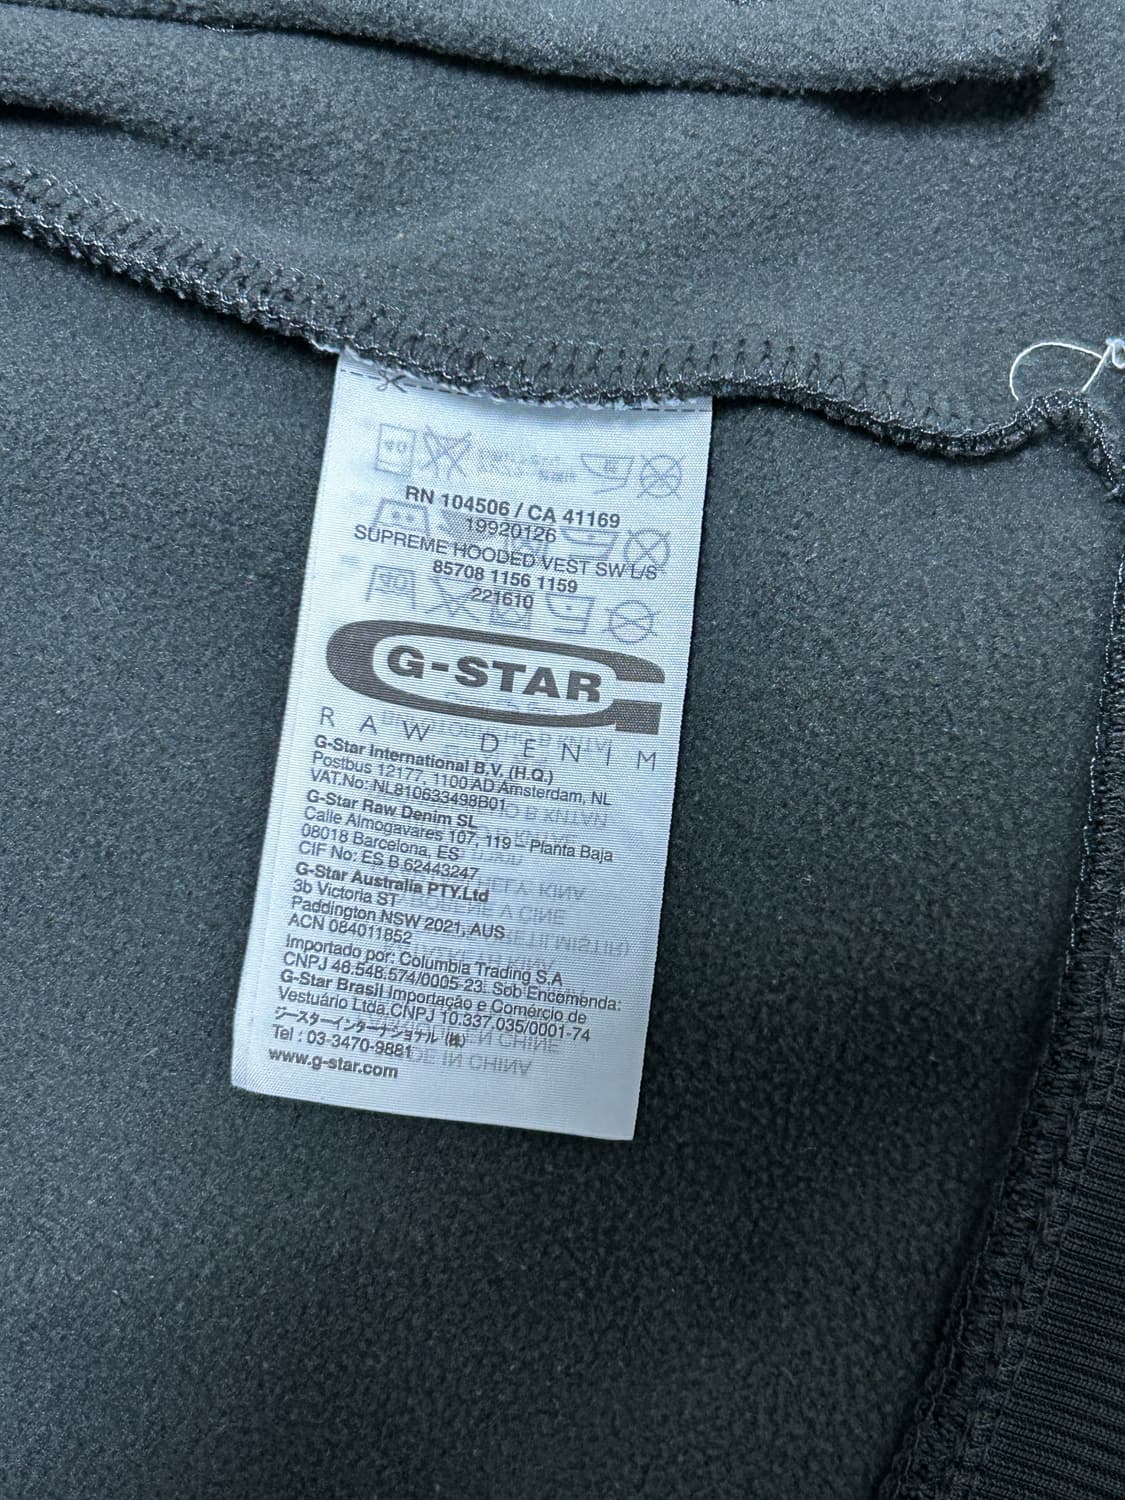 RN 104506 / CA 41169
19920126
SUPREME HOODED VEST SW L/S
85708 1156 1159
221610
G-STAR
RAW DENIM
G-Star International B.V. (H.Q.)
Postbus 12177, 1100 AD Amsterdam, NL
VAT.No: NL810633498B01
G-Star Raw Denim SL
Calle Almogavares 107, 119 - Planta Baja
08018 Barcelona, ES
CIF No: ES B 62443247
G-Star Australia PTY.Ltd
3b Victoria ST
Paddington NSW 2021, AUS
ACN 084011852
Importado por: Columbia Trading S.A
CNPJ 46.548.574/0005-23. Sob Encomenda:
G-Star Brasil Importação e Comércio de
Vestuário Ltda.CNPJ 10.337.035/0001-74
ジースターインターナショナル (株)
Tel : 03-3470-9881
www.g-star.com